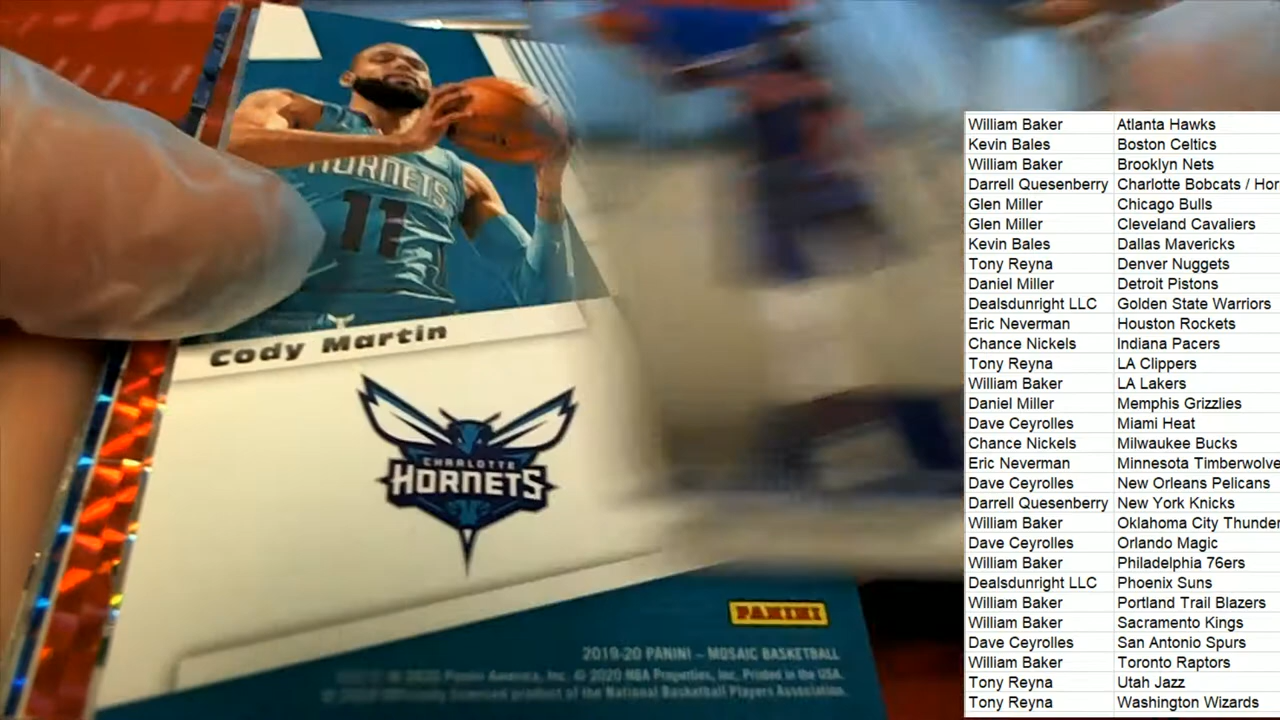 HORNETS
11
Cody Martin
CHARLOTTE
HORNETS
PANINI
2019-20 PANINI – MOSAIC BASKETBALL
Panini America, Inc. © 2020 NBA Properties, Inc. Printed in the USA.
licensed product of the National Basketball Players Association.
William Baker Atlanta Hawks
Kevin Bales Boston Celtics
William Baker Brooklyn Nets
Darrell Quesenberry Charlotte Bobcats / Hor
Glen Miller Chicago Bulls
Glen Miller Cleveland Cavaliers
Kevin Bales Dallas Mavericks
Tony Reyna Denver Nuggets
Daniel Miller Detroit Pistons
Dealsdunright LLC Golden State Warriors
Eric Neverman Houston Rockets
Chance Nickels Indiana Pacers
Tony Reyna LA Clippers
William Baker LA Lakers
Daniel Miller Memphis Grizzlies
Dave Ceyrolles Miami Heat
Chance Nickels Milwaukee Bucks
Eric Neverman Minnesota Timberwolve
Dave Ceyrolles New Orleans Pelicans
Darrell Quesenberry New York Knicks
William Baker Oklahoma City Thunder
Dave Ceyrolles Orlando Magic
William Baker Philadelphia 76ers
Dealsdunright LLC Phoenix Suns
William Baker Portland Trail Blazers
William Baker Sacramento Kings
Dave Ceyrolles San Antonio Spurs
William Baker Toronto Raptors
Tony Reyna Utah Jazz
Tony Reyna Washington Wizards